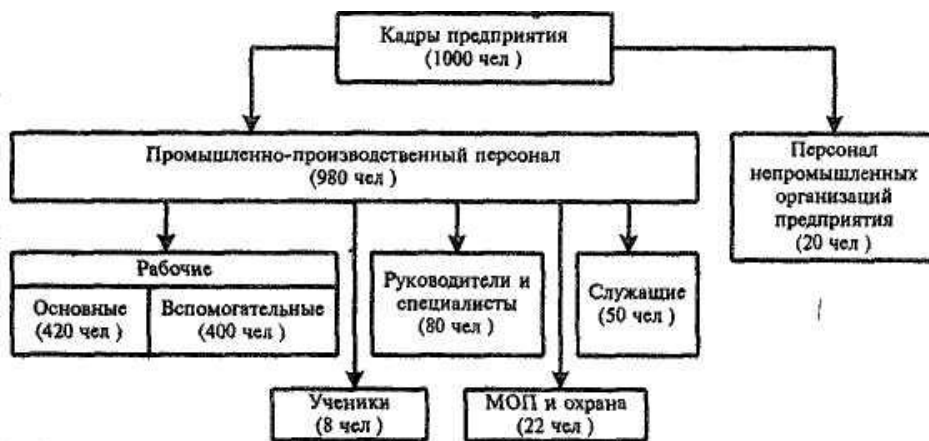 Кадры предприятия
(1000 чел )
Промышленно-производственный персонал
(980 чел )
Персонал
непромышленных
организаций
предприятия
(20 чел )
Рабочие
Основные
(420 чел )
Вспомогательные
(400 чел )
Руководители и
специалисты
(80 чел )
Служащие
(50 чел )
Ученики
(8 чел )
МОП и охрана
(22 чел )